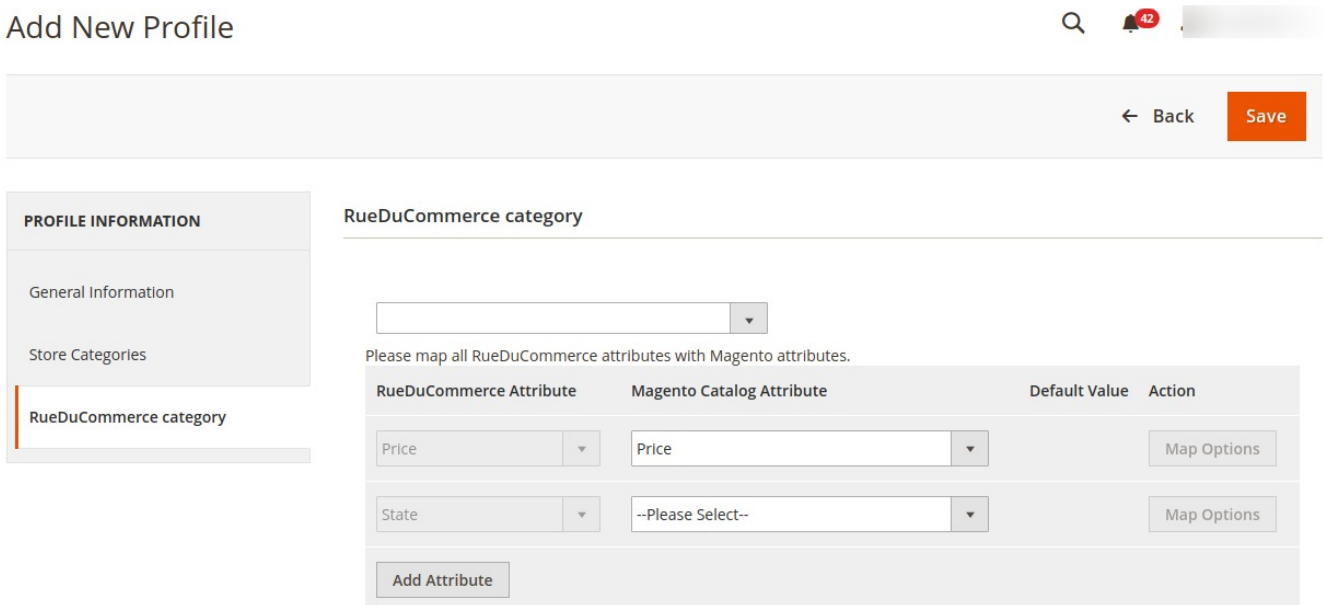 Add New Profile
42
← Back
Save
PROFILE INFORMATION
General Information
Store Categories
RueDuCommerce category
RueDuCommerce category
Please map all RueDuCommerce attributes with Magento attributes.
RueDuCommerce Attribute Magento Catalog Attribute Default Value Action
Price Price Map Options
State --Please Select-- Map Options
Add Attribute